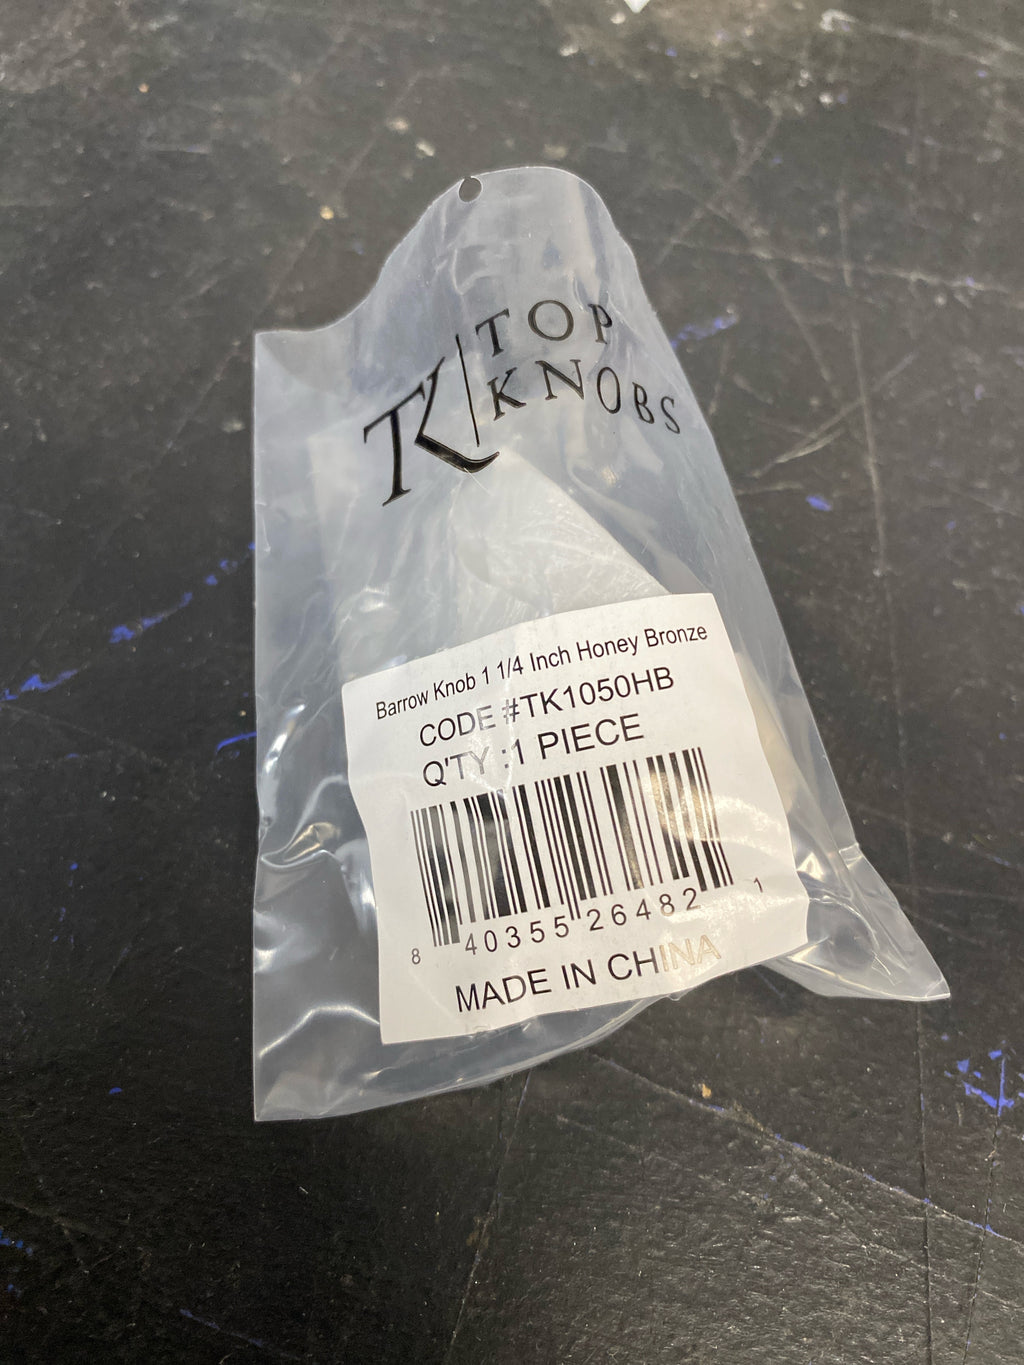 TK TOP
KNOBS
Barrow Knob 1 1/4 Inch Honey Bronze
CODE #TK1050HB
Q'TY :1 PIECE
8 40355 26482 1
MADE IN CHINA